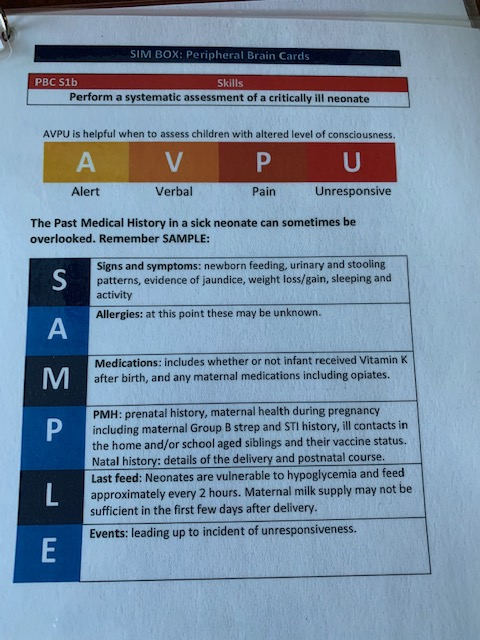 SIM BOX: Peripheral Brain Cards
PBC S1b Skills
Perform a systematic assessment of a critically ill neonate
AVPU is helpful when to assess children with altered level of consciousness.
A V P U
Alert Verbal Pain Unresponsive
The Past Medical History in a sick neonate can sometimes be
overlooked. Remember SAMPLE:
S
Signs and symptoms: newborn feeding, urinary and stooling
patterns, evidence of jaundice, weight loss/gain, sleeping and
activity
A
Allergies: at this point these may be unknown.
M
Medications: includes whether or not infant received Vitamin K
after birth, and any maternal medications including opiates.
P
PMH: prenatal history, maternal health during pregnancy
including maternal Group B strep and STI history, ill contacts in
the home and/or school aged siblings and their vaccine status.
Natal history: details of the delivery and postnatal course.
L
Last feed: Neonates are vulnerable to hypoglycemia and feed
approximately every 2 hours. Maternal milk supply may not be
sufficient in the first few days after delivery.
E
Events: leading up to incident of unresponsiveness.